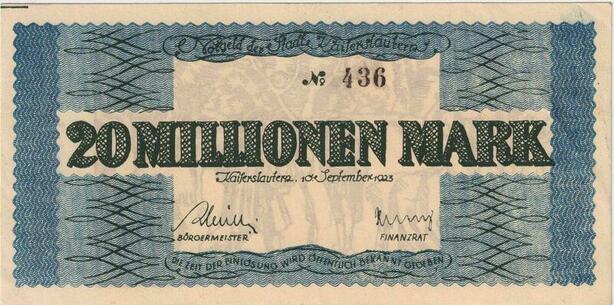 Notgeld der Stadt Kaiserslautern
№ 436
20 MILLIONEN MARK
Kaiserslautern, 10. September 1923
BÜRGERMEISTER
FINANZRAT
DIE ZEIT DER EINLÖSUNG WIRD ÖFFENTLICH BEKANNT GEGEBEN